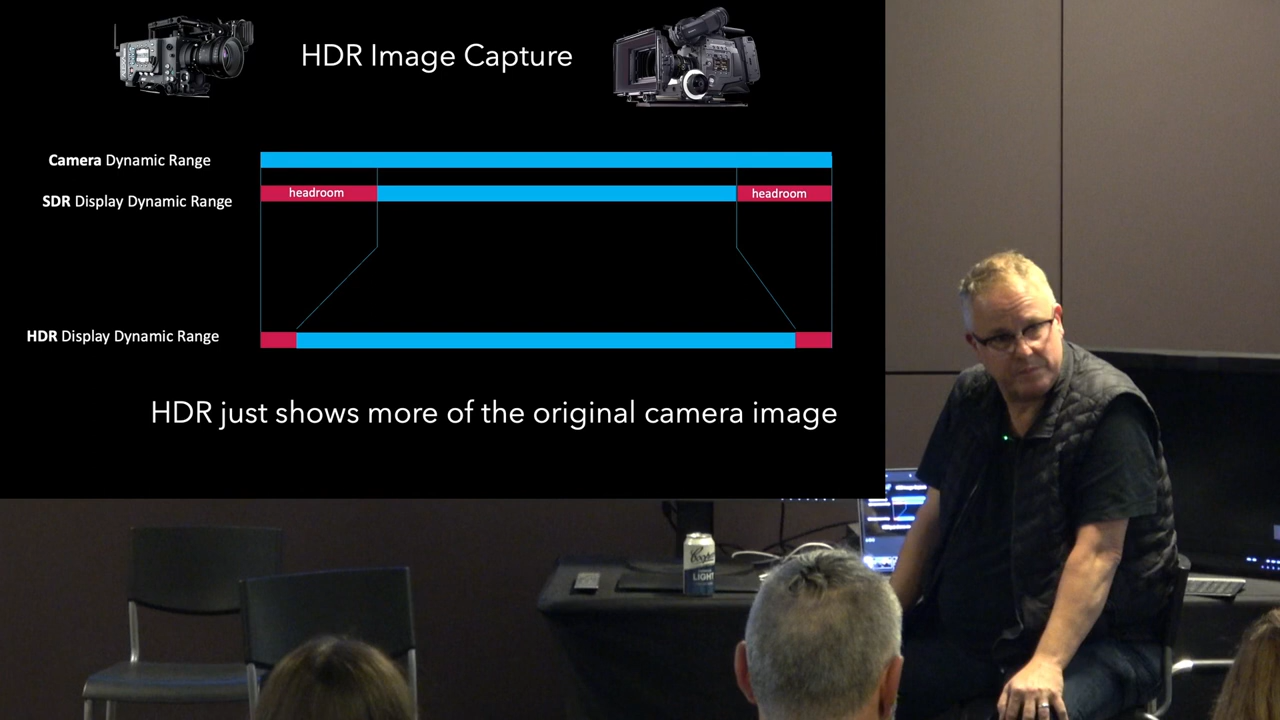 HDR Image Capture
Camera Dynamic Range
headroom
headroom
SDR Display Dynamic Range
HDR Display Dynamic Range
HDR just shows more of the original camera image
LIGHT